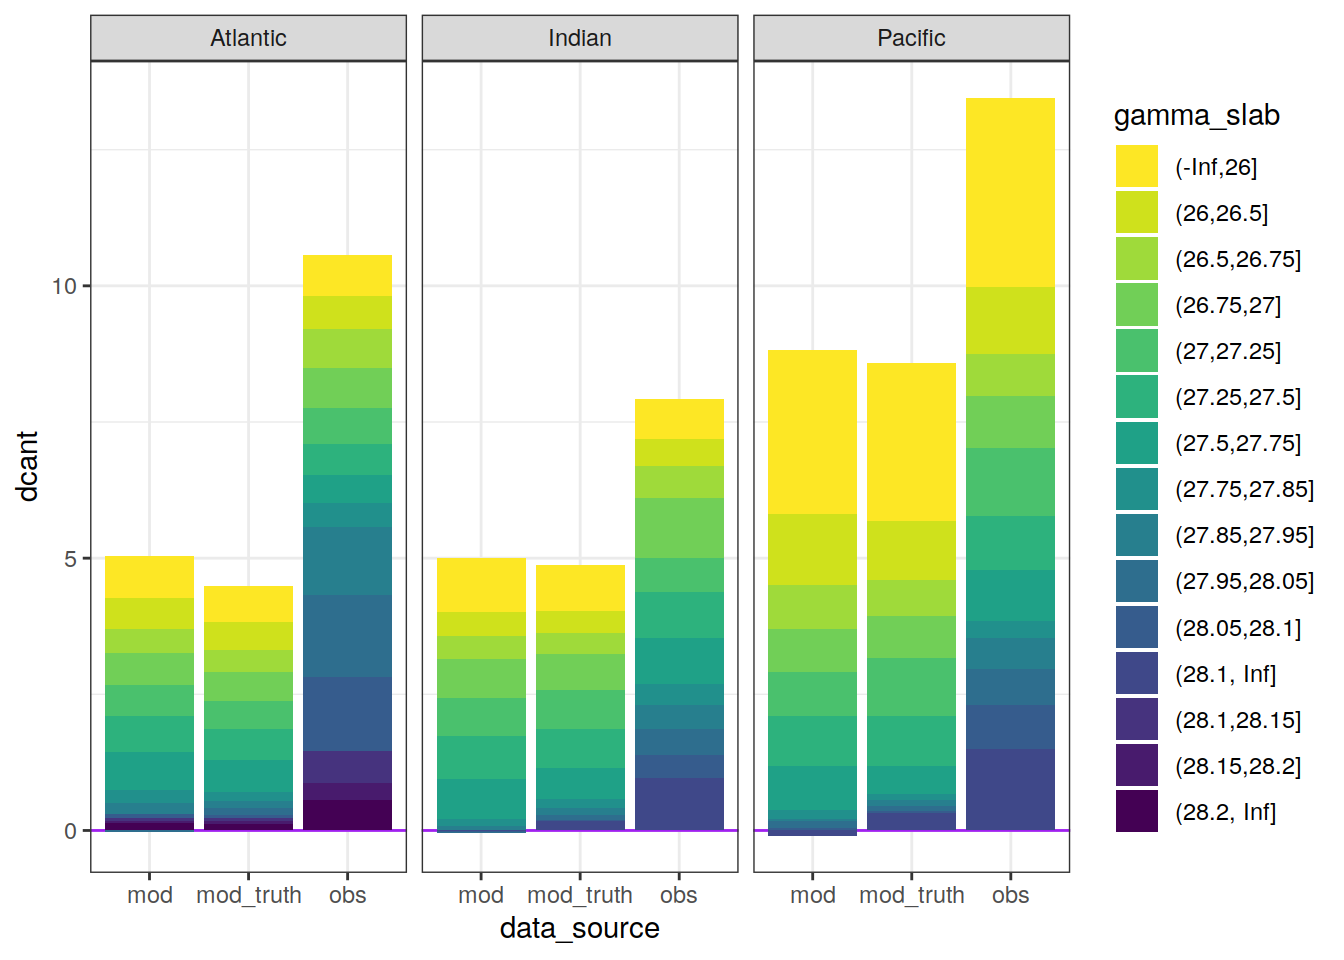 Atlantic Indian Pacific
dcant
10
5
0
mod mod_truth obs mod mod_truth obs mod mod_truth obs
data_source
gamma_slab
(-Inf,26]
(26,26.5]
(26.5,26.75]
(26.75,27]
(27,27.25]
(27.25,27.5]
(27.5,27.75]
(27.75,27.85]
(27.85,27.95]
(27.95,28.05]
(28.05,28.1]
(28.1, Inf]
(28.1,28.15]
(28.15,28.2]
(28.2, Inf]